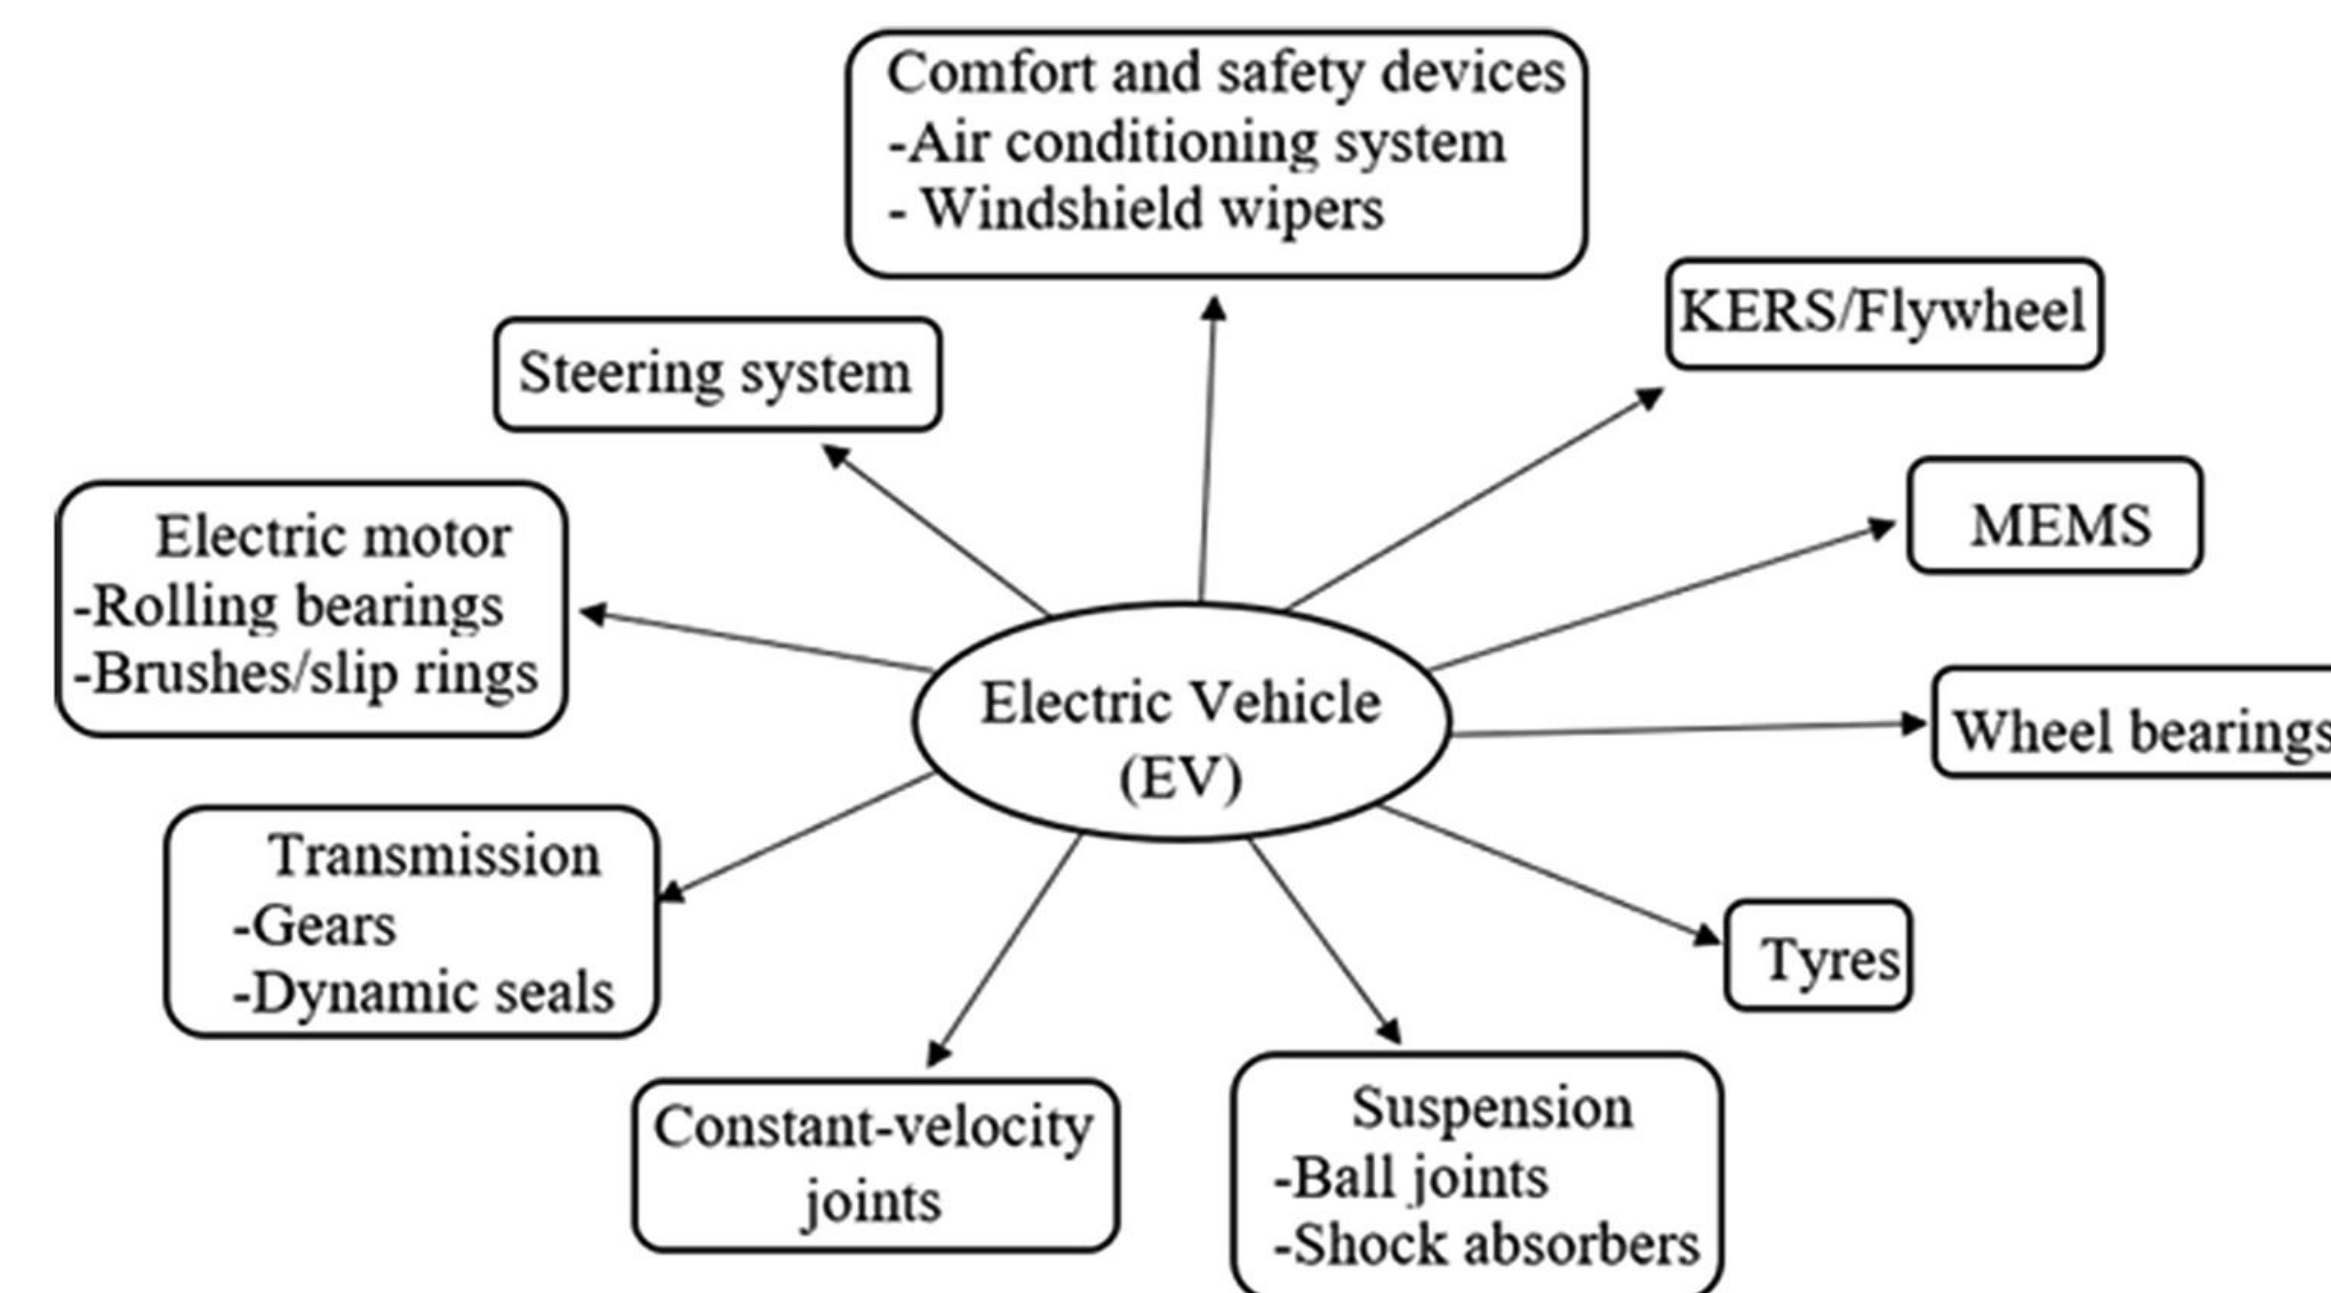 Comfort and safety devices
-Air conditioning system
- Windshield wipers
KERS/Flywheel
Steering system
MEMS
Electric motor
-Rolling bearings
-Brushes/slip rings
Electric Vehicle
(EV)
Wheel bearings
Transmission
-Gears
-Dynamic seals
Tyres
Constant-velocity
joints
Suspension
-Ball joints
-Shock absorbers